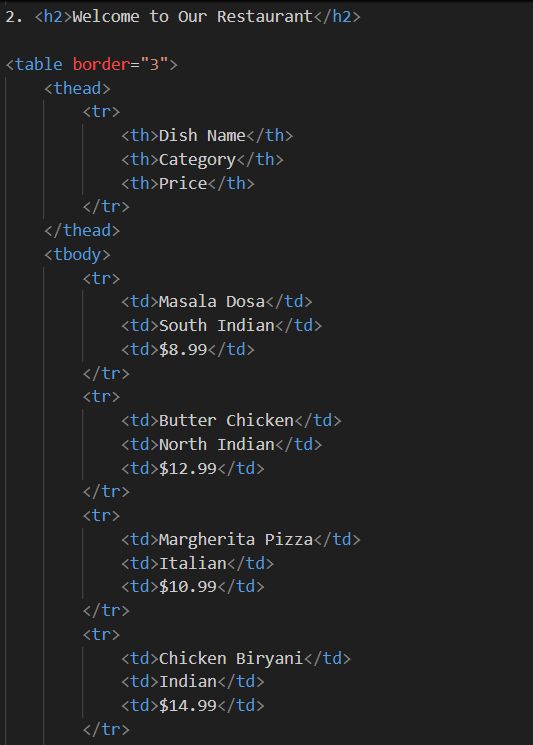 2. <h2>Welcome to Our Restaurant</h2>
<table border="3">
<thead>
<tr>
<th>Dish Name</th>
<th>Category</th>
<th>Price</th>
</tr>
</thead>
<tbody>
<tr>
<td>Masala Dosa</td>
<td>South Indian</td>
<td>$8.99</td>
</tr>
<tr>
<td>Butter Chicken</td>
<td>North Indian</td>
<td>$12.99</td>
</tr>
<tr>
<td>Margherita Pizza</td>
<td>Italian</td>
<td>$10.99</td>
</tr>
<tr>
<td>Chicken Biryani</td>
<td>Indian</td>
<td>$14.99</td>
</tr>